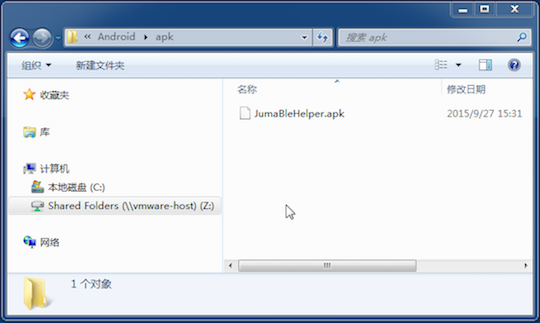 « Android › apk
搜索 apk
组织 新建文件夹
收藏夹
库
计算机
本地磁盘 (C:)
Shared Folders (\\vmware-host) (Z:)
网络
名称 修改日期
JumaBleHelper.apk 2015/9/27 15:31
1 个对象